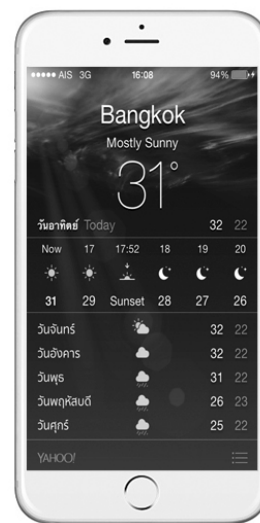 AIS 3G 16:08 94%
Bangkok
Mostly Sunny
31°
วันอาทิตย์ Today 32 22
Now 17 17:52 18 19 20
31 29 Sunset 28 27 26
วันจันทร์ 32 22
วันอังคาร 32 22
วันพุธ 31 22
วันพฤหัสบดี 26 23
วันศุกร์ 25 22
YAHOO!